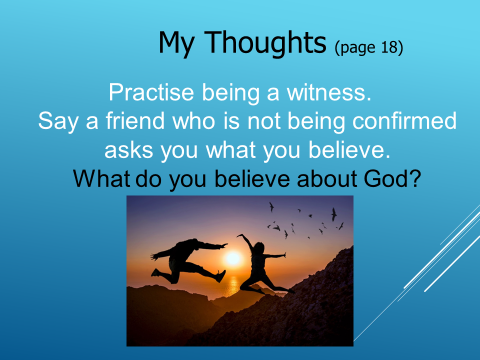 My Thoughts (page 18)
Practise being a witness.
Say a friend who is not being confirmed
asks you what you believe.
What do you believe about God?